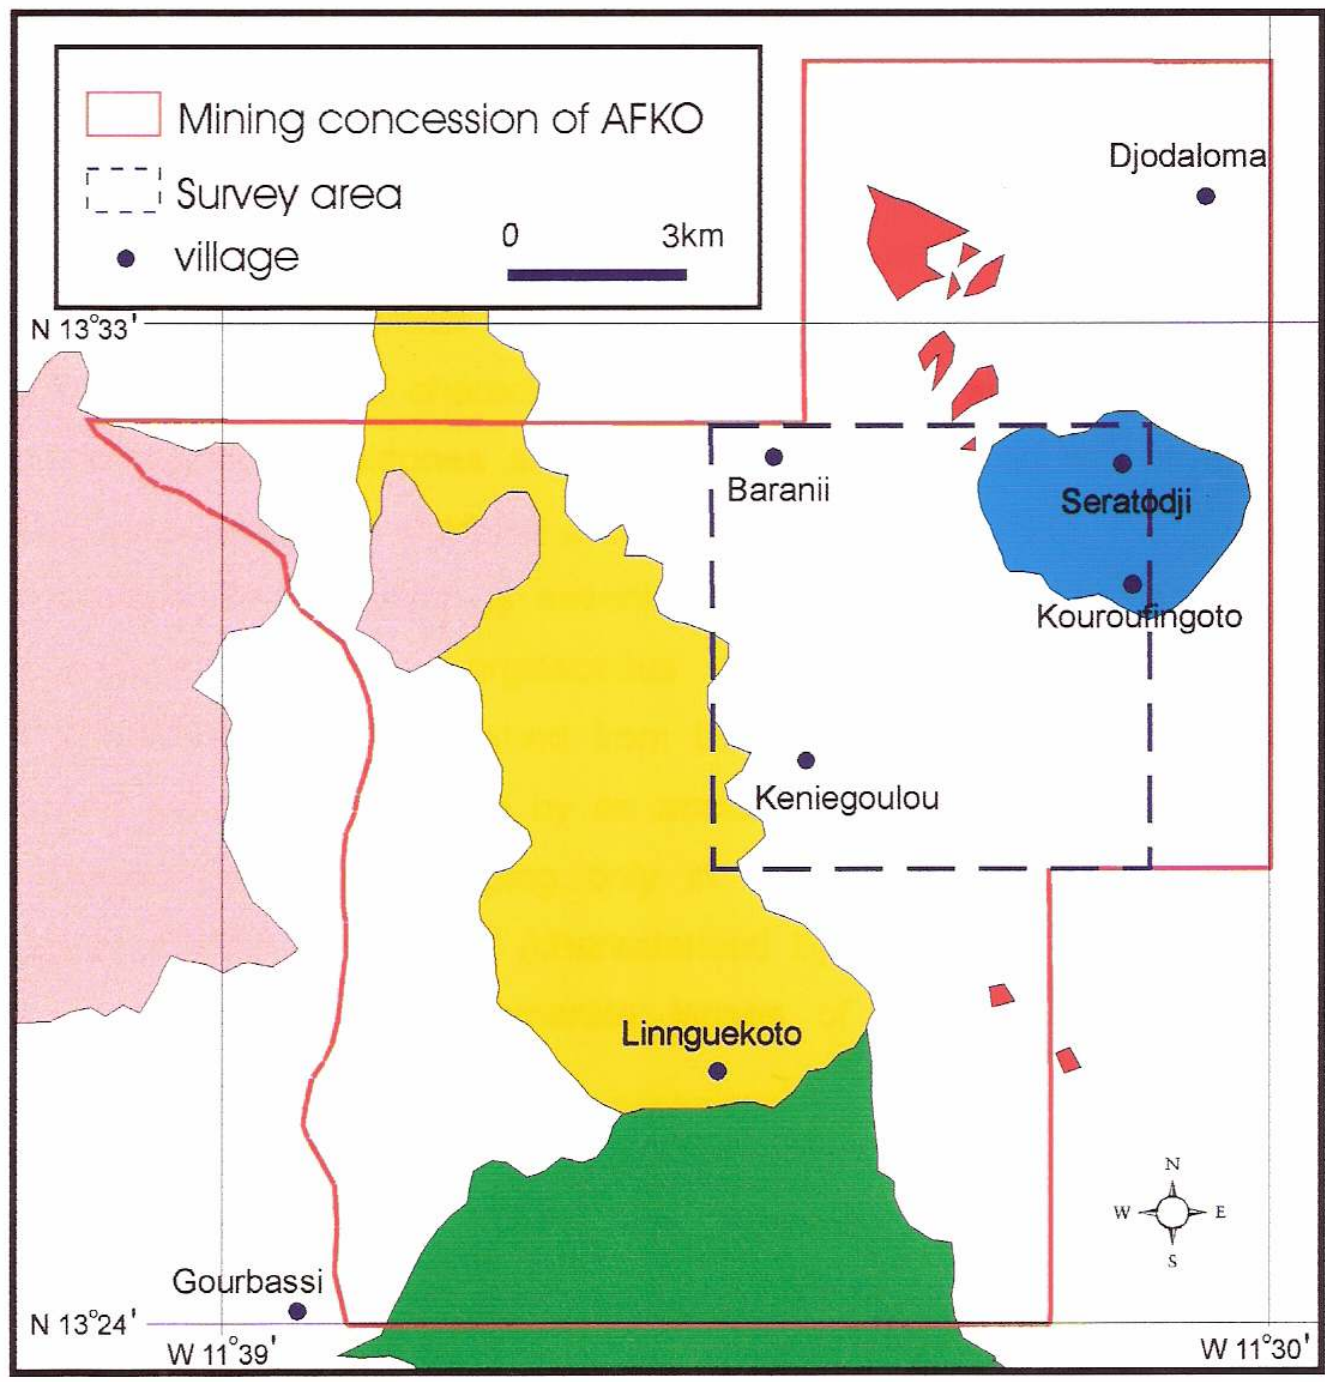 Mining concession of AFKO
Survey area
village
0 3km
Djodaloma
N 13°33'
Baranii
Seratodji
Kouroufingoto
Keniegoulou
Linnguekoto
N
W E
S
Gourbassi
N 13°24'
W 11°39'
W 11°30'